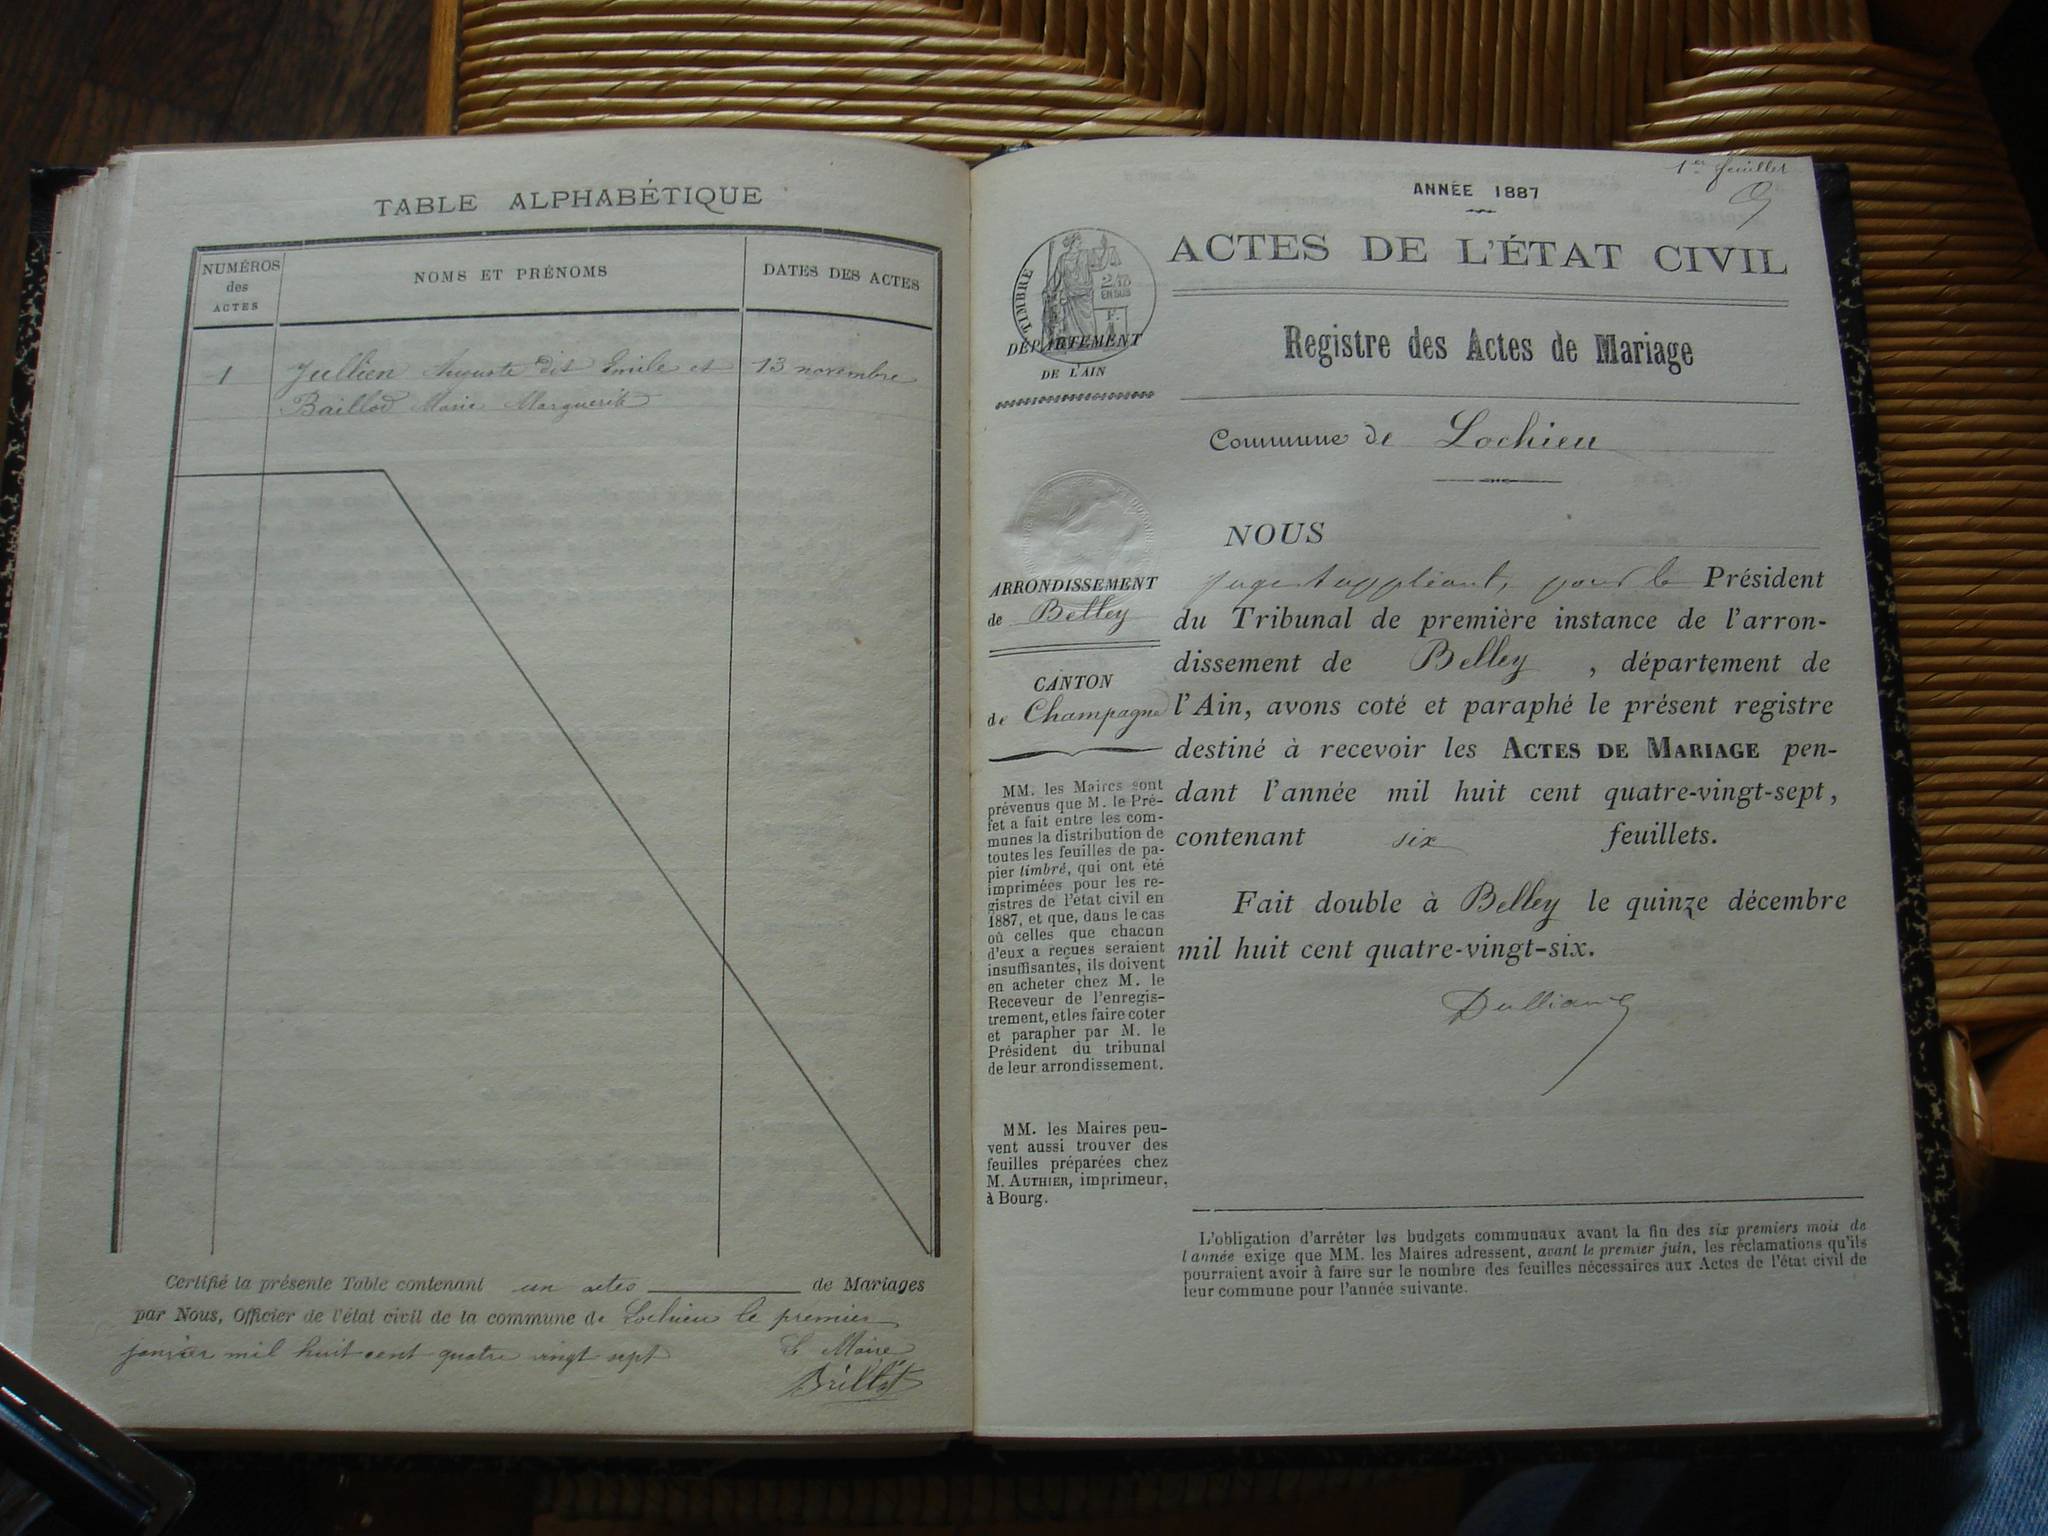 TABLE ALPHABÉTIQUE
NUMÉROS
des
ACTES
NOMS ET PRÉNOMS
DATES DES ACTES
1 Jullien Auguste dit Emile et 13 novembre
Baillod Marie Marguerite
Certifié la présente Table contenant un actes de Mariages
par Nous, Officier de l'état civil de la commune de Lochieu le premier
janvier mil huit cent quatre vingt sept Le Maire
Brillat
1er feuillet
ANNÉE 1887
ACTES DE L'ÉTAT CIVIL
TIMBRE
2/10
EN SUS
DÉPARTEMENT
DE L'AIN
Registre des Actes de Mariage
Commune de Lochieu
ARRONDISSEMENT
de Belley
CANTON
de Champagne
MM. les Maires sont
prévenus que M. le Pré-
fet a fait entre les com-
munes la distribution de
toutes les feuilles de pa-
pier timbré, qui ont été
imprimées pour les re-
gistres de l'état civil en
1887, et que, dans le cas
où celles que chacun
d'eux a reçues seraient
insuffisantes, ils doivent
en acheter chez M. le
Receveur de l'enregis-
trement, et les faire coter
et parapher par M. le
Président du tribunal
de leur arrondissement.
MM. les Maires peu-
vent aussi trouver des
feuilles préparées chez
M. AUTHIER, imprimeur,
à Bourg.
NOUS
juge suppléant, pour le Président
du Tribunal de première instance de l'arron-
dissement de Belley , département de
l'Ain, avons coté et paraphé le présent registre
destiné à recevoir les ACTES DE MARIAGE pen-
dant l'année mil huit cent quatre-vingt-sept,
contenant six feuillets.
Fait double à Belley le quinze décembre
mil huit cent quatre-vingt-six.
L'obligation d'arrêter les budgets communaux avant la fin des six premiers mois de
l'année exige que MM. les Maires adressent, avant le premier juin, les réclamations qu'ils
pourraient avoir à faire sur le nombre des feuilles nécessaires aux Actes de l'état civil de
leur commune pour l'année suivante.